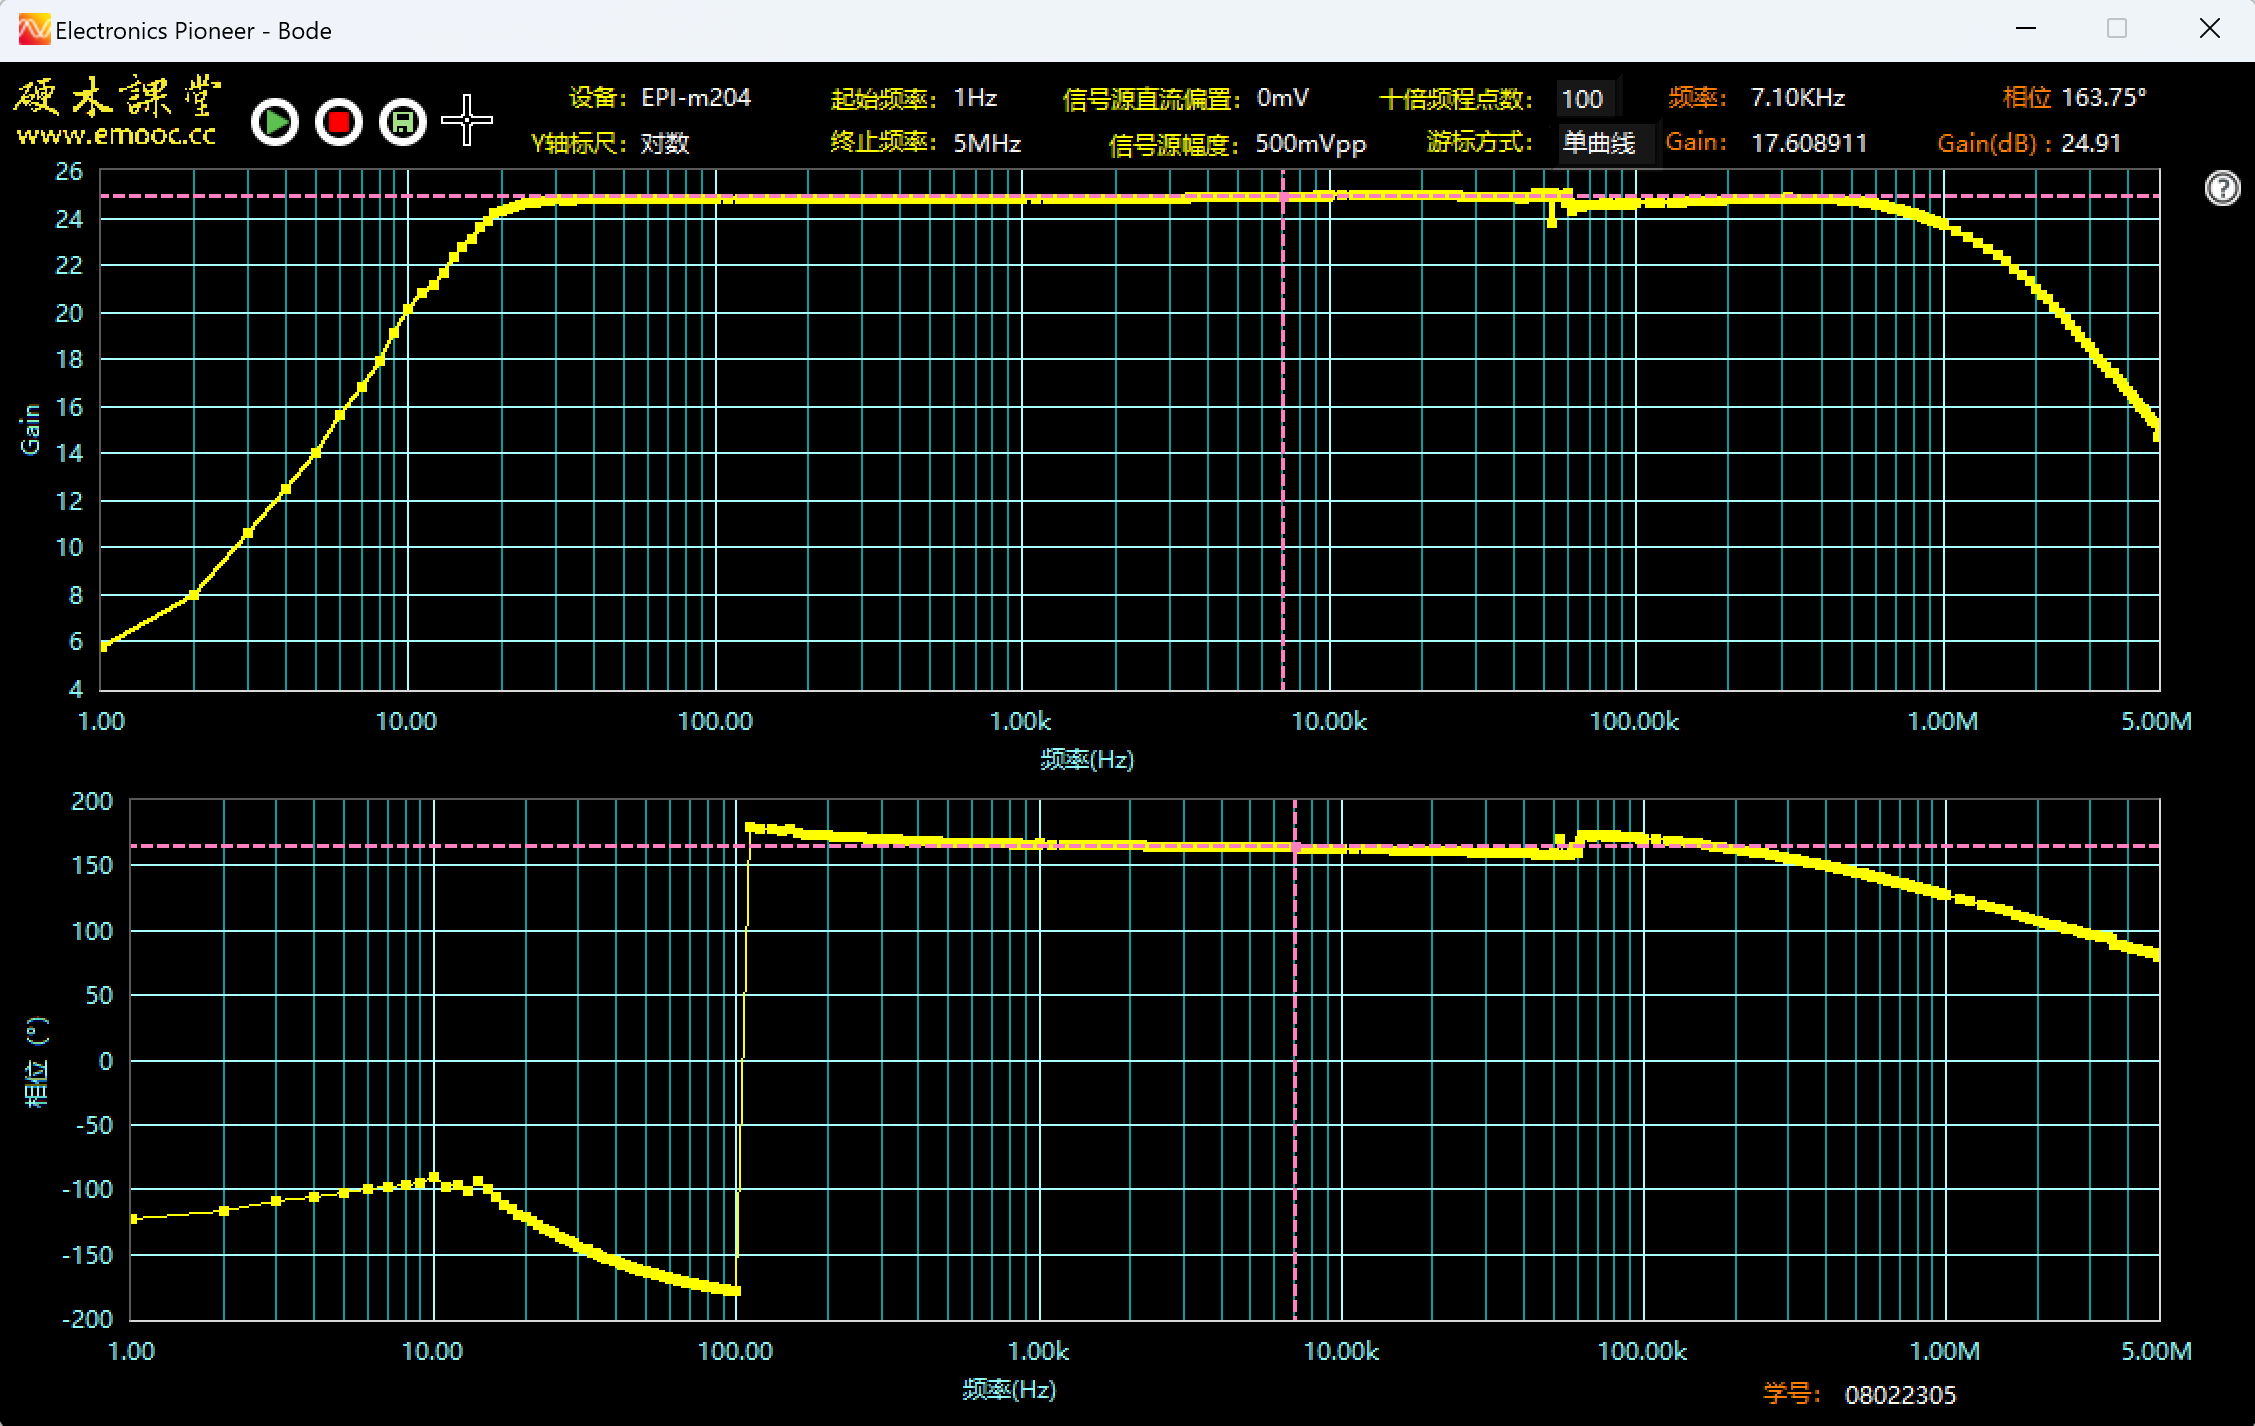 Electronics Pioneer - Bode
硬木課堂
www.emooc.cc
设备: EPI-m204 起始频率: 1Hz 信号源直流偏置: 0mV 十倍频程点数: 100 频率: 7.10KHz 相位 163.75°
Y轴标尺: 对数 终止频率: 5MHz 信号源幅度: 500mVpp 游标方式: 单曲线 Gain: 17.608911 Gain(dB) : 24.91
26
24
22
20
18
16
14
12
10
8
6
4
Gain
1.00 10.00 100.00 1.00k 10.00k 100.00k 1.00M 5.00M
频率(Hz)
200
150
100
50
0
-50
-100
-150
-200
相位 (°)
1.00 10.00 100.00 1.00k 10.00k 100.00k 1.00M 5.00M
频率(Hz)
学号: 08022305